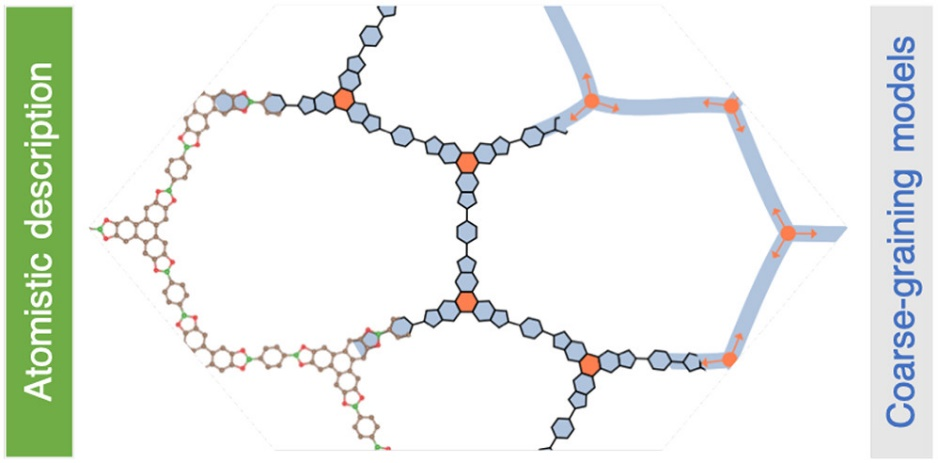 Atomistic description
Coarse-graining models